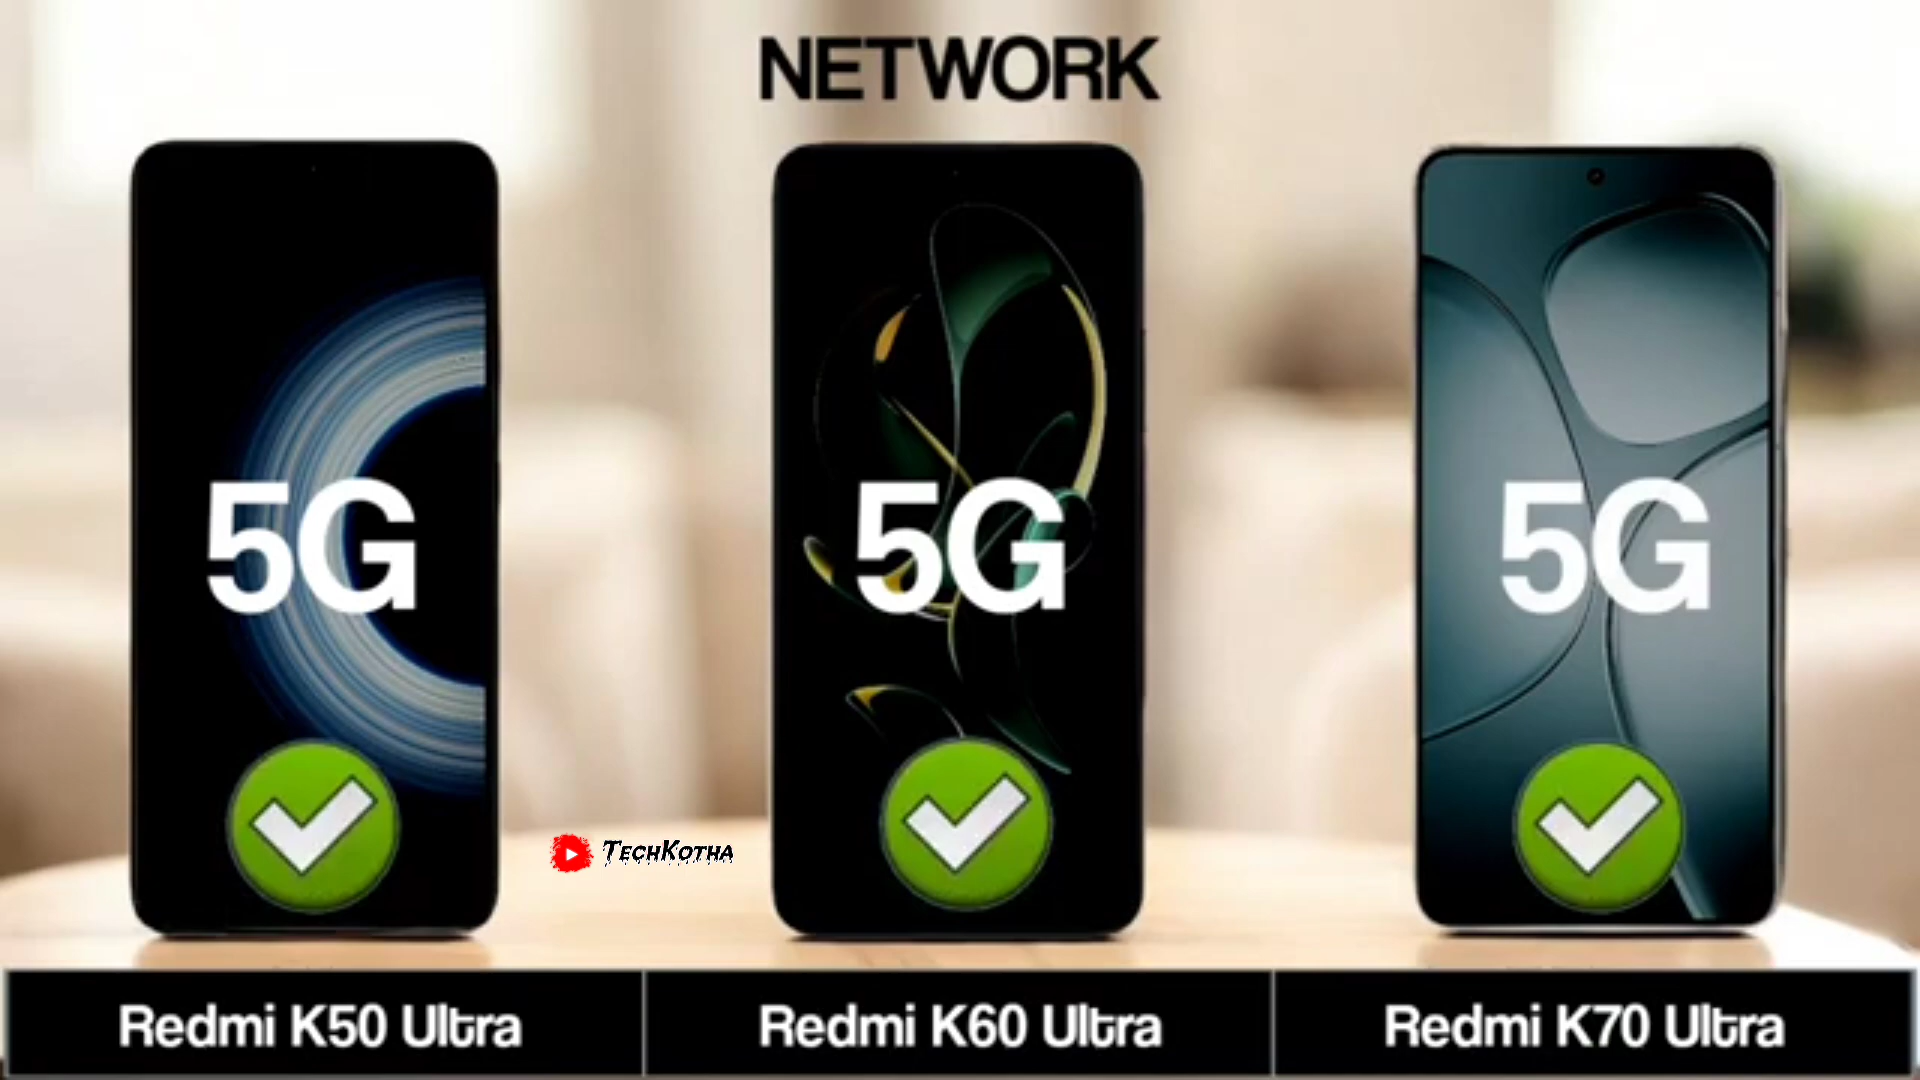 NETWORK
5G
5G
5G
TECHKOTHA
Redmi K50 Ultra
Redmi K60 Ultra
Redmi K70 Ultra